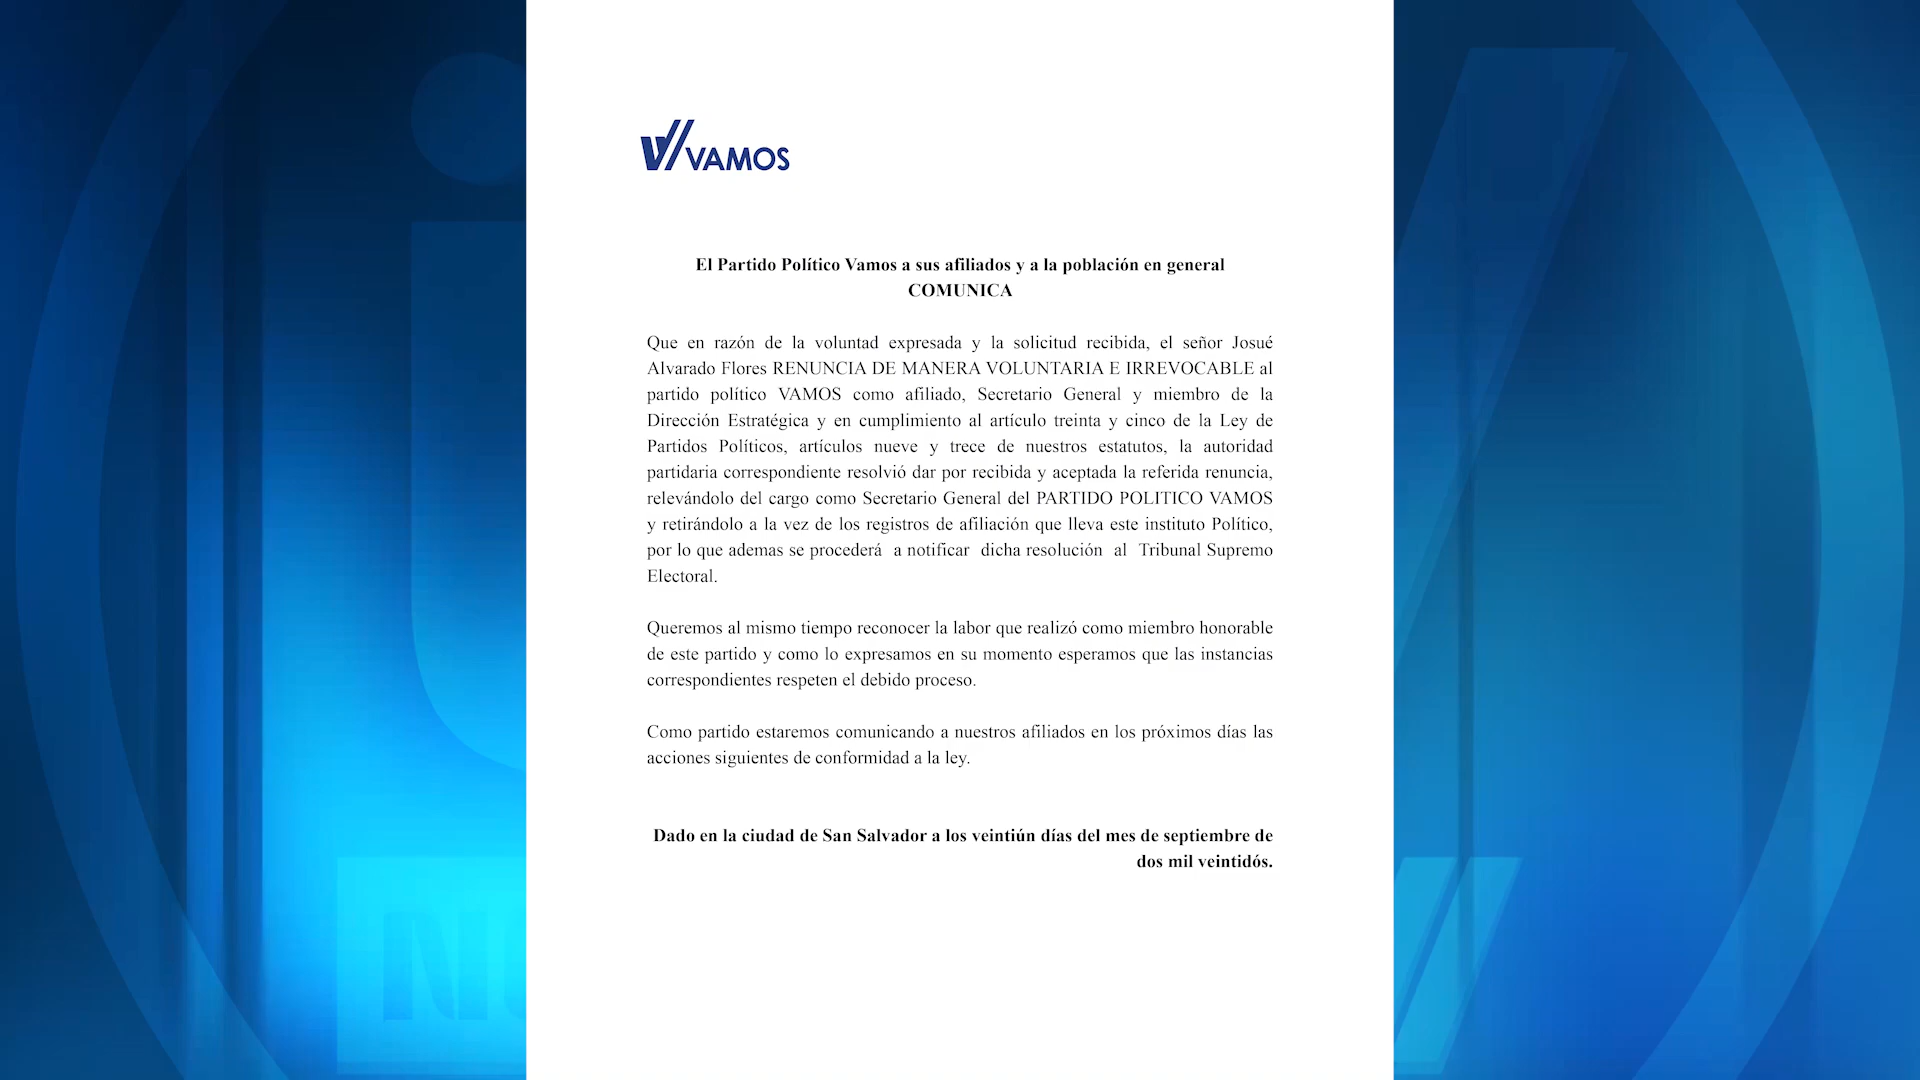 VAMOS
El Partido Político Vamos a sus afiliados y a la población en general
COMUNICA
Que en razón de la voluntad expresada y la solicitud recibida, el señor Josué
Alvarado Flores RENUNCIA DE MANERA VOLUNTARIA E IRREVOCABLE al
partido político VAMOS como afiliado, Secretario General y miembro de la
Dirección Estratégica y en cumplimiento al artículo treinta y cinco de la Ley de
Partidos Políticos, artículos nueve y trece de nuestros estatutos, la autoridad
partidaria correspondiente resolvió dar por recibida y aceptada la referida renuncia,
relevándolo del cargo como Secretario General del PARTIDO POLITICO VAMOS
y retirándolo a la vez de los registros de afiliación que lleva este instituto Político,
por lo que ademas se procederá a notificar dicha resolución al Tribunal Supremo
Electoral.
Queremos al mismo tiempo reconocer la labor que realizó como miembro honorable
de este partido y como lo expresamos en su momento esperamos que las instancias
correspondientes respeten el debido proceso.
Como partido estaremos comunicando a nuestros afiliados en los próximos días las
acciones siguientes de conformidad a la ley.
Dado en la ciudad de San Salvador a los veintiún días del mes de septiembre de
dos mil veintidós.